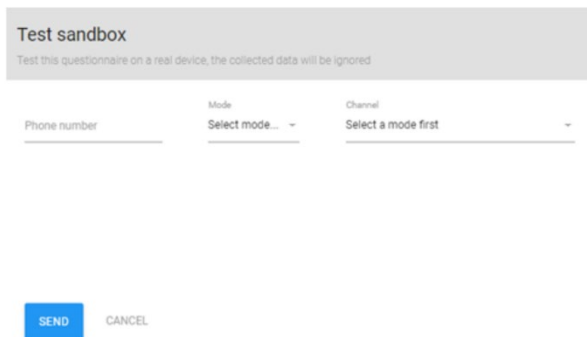 Test sandbox
Test this questionnaire on a real device, the collected data will be ignored
Mode
Channel
Phone number
Select mode...
Select a mode first
SEND
CANCEL